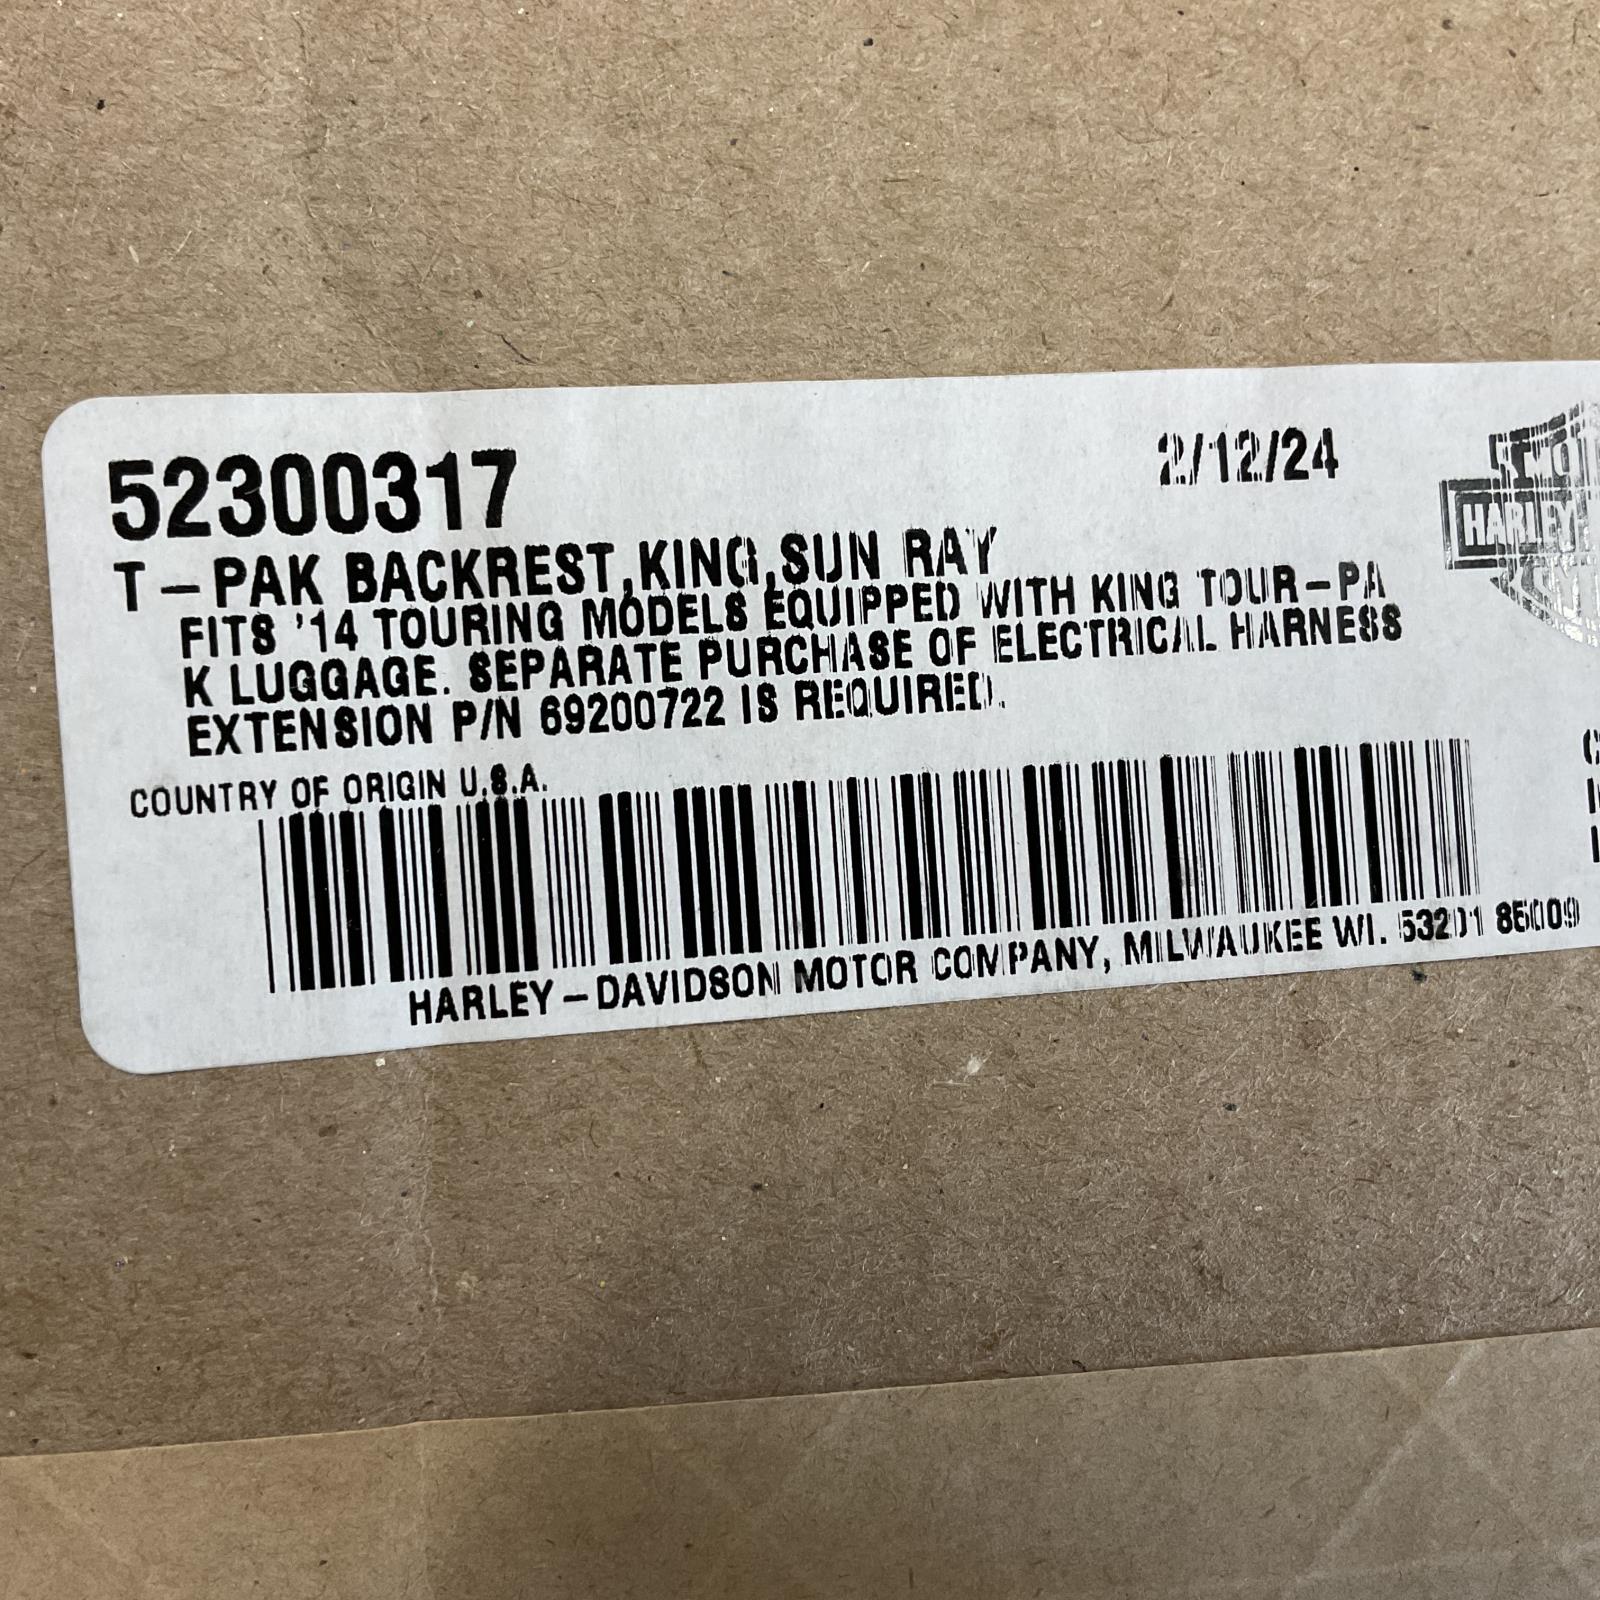 52300317
2/12/24
T-PAK BACKREST,KING,SUN RAY
FITS '14 TOURING MODELS EQUIPPED WITH KING TOUR-PA
K LUGGAGE. SEPARATE PURCHASE OF ELECTRICAL HARNESS
EXTENSION P/N 69200722 IS REQUIRED.
COUNTRY OF ORIGIN U.S.A.
HARLEY-DAVIDSON MOTOR COMPANY, MILWAUKEE WI. 53201
HARLEY